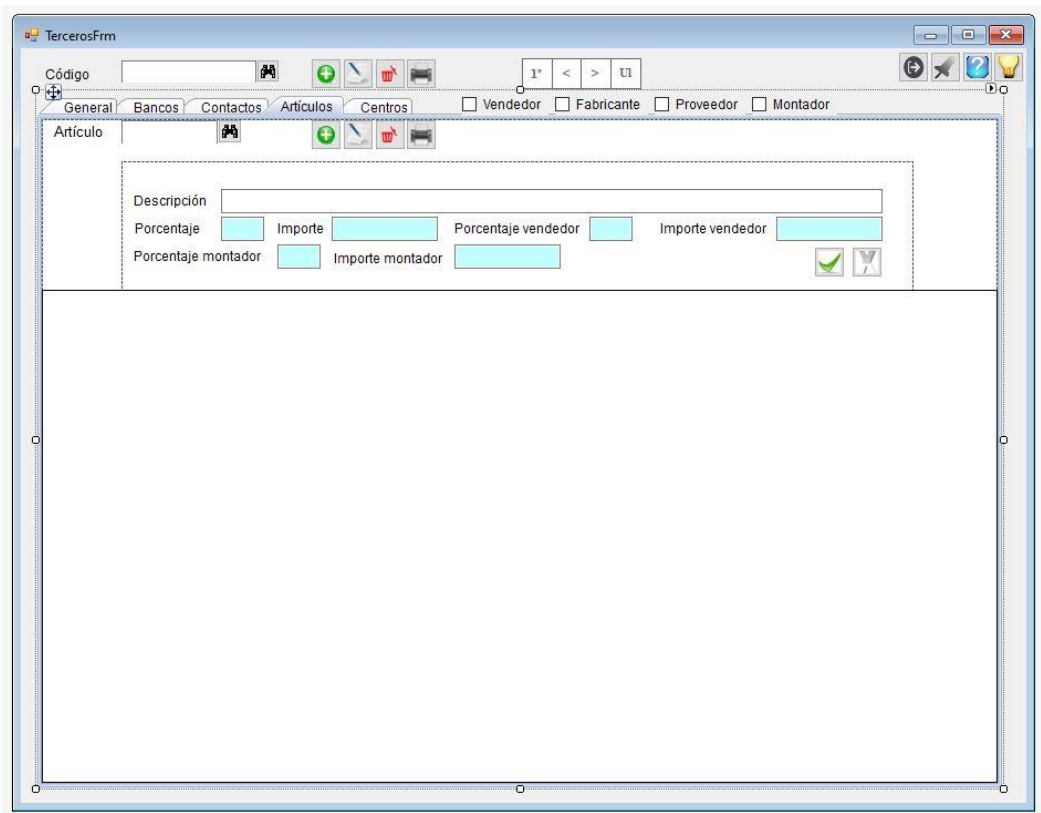 TercerosFrm
Código 1º < > Ul
General Bancos Contactos Artículos Centros Vendedor Fabricante Proveedor Montador
Artículo
Descripción
Porcentaje Importe Porcentaje vendedor Importe vendedor
Porcentaje montador Importe montador